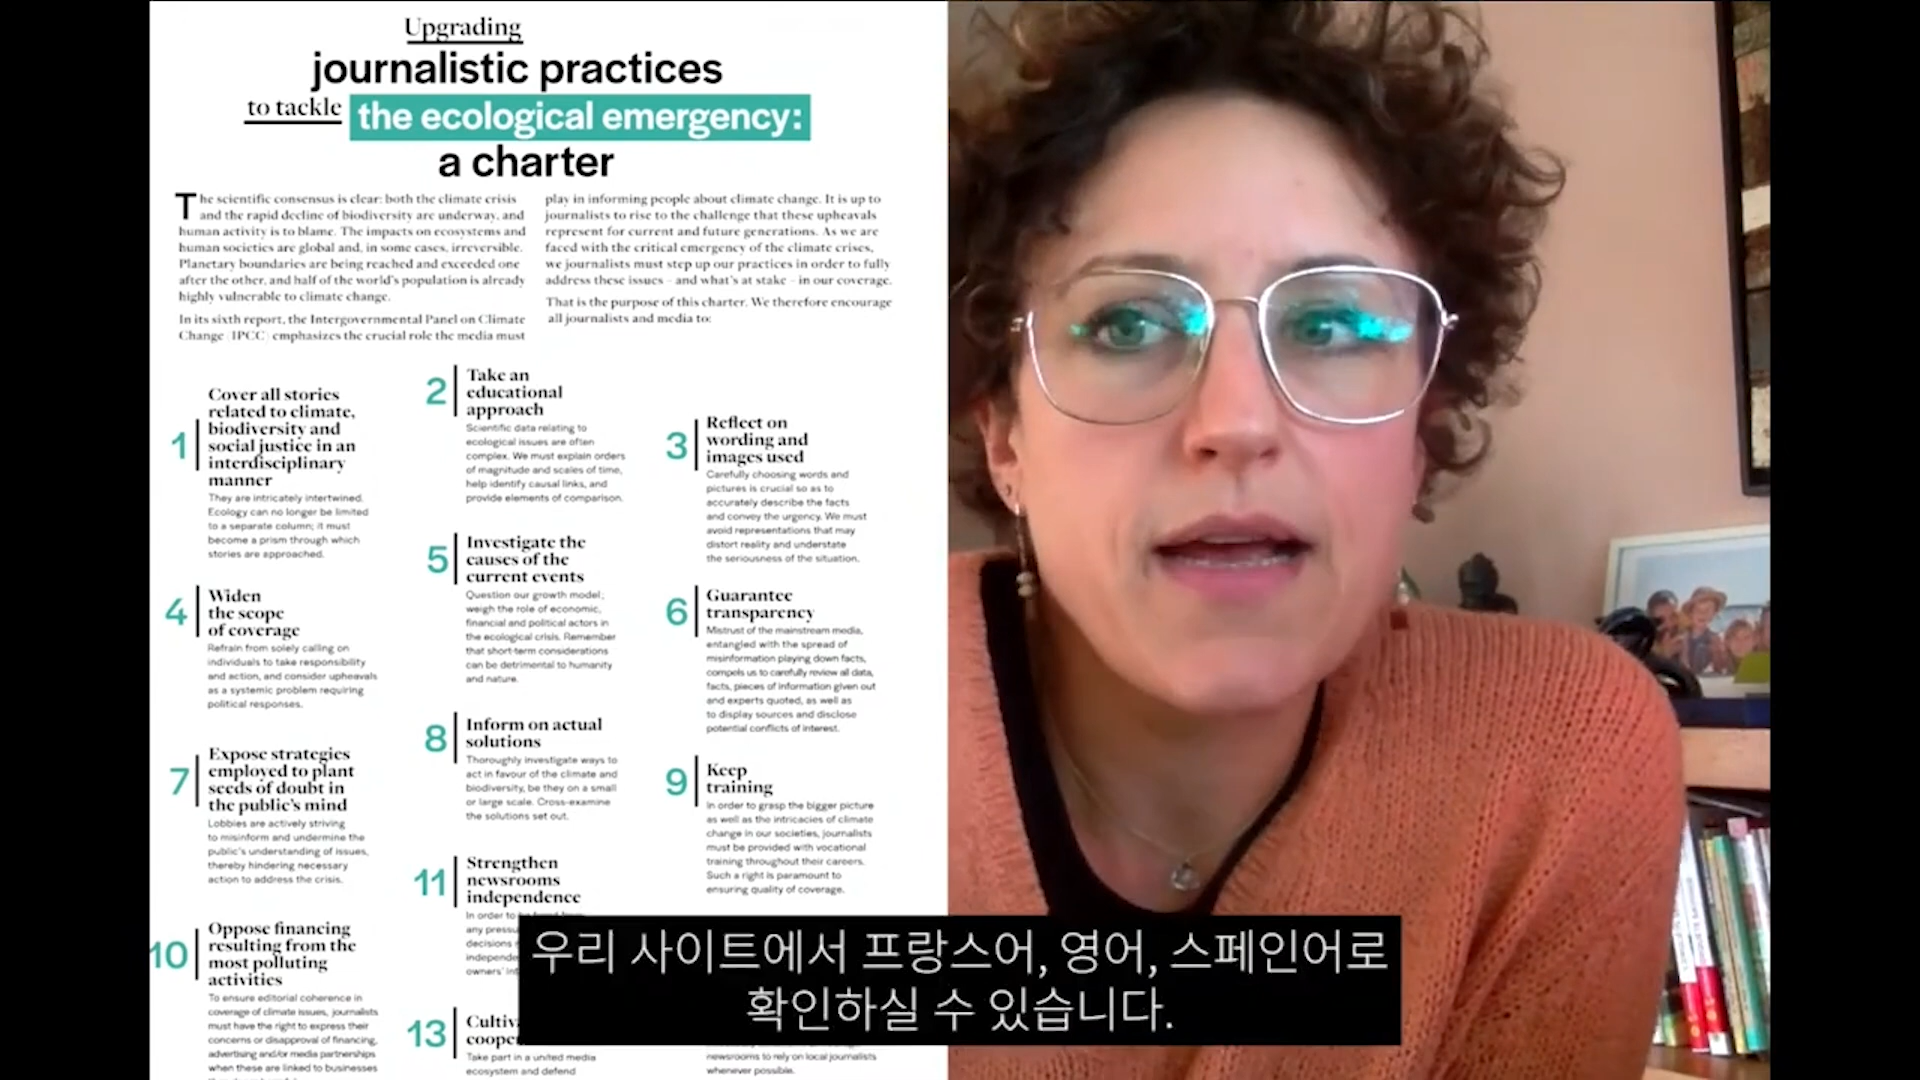 Upgrading
journalistic practices
to tackle the ecological emergency:
a charter
The scientific consensus is clear: both the climate crisis
and the rapid decline of biodiversity are underway, and
human activity is to blame. The impacts on ecosystems and
human societies are global and, in some cases, irreversible.
Planetary boundaries are being reached and exceeded one
after the other, and half of the world's population is already
highly vulnerable to climate change.
In its sixth report, the Intergovernmental Panel on Climate
Change (IPCC) emphasizes the crucial role the media must
play in informing people about climate change. It is up to
journalists to rise to the challenge that these upheavals
represent for current and future generations. As we are
faced with the critical emergency of the climate crises,
we journalists must step up our practices in order to fully
address these issues – and what's at stake – in our coverage.
That is the purpose of this charter. We therefore encourage
all journalists and media to:
1
Cover all stories
related to climate,
biodiversity and
social justice in an
interdisciplinary
manner
They are intricately intertwined.
Ecology can no longer be limited
to a separate column; it must
become a prism through which
stories are approached.
2
Take an
educational
approach
Scientific data relating to
ecological issues are often
complex. We must explain orders
of magnitude and scales of time,
help identify causal links, and
provide elements of comparison.
3
Reflect on
wording and
images used
Carefully choosing words and
pictures is crucial so as to
accurately describe the facts
and convey the urgency. We must
avoid representations that may
distort reality and understate
the seriousness of the situation.
4
Widen
the scope
of coverage
Refrain from solely calling on
individuals to take responsibility
and action, and consider upheavals
as a systemic problem requiring
political responses.
5
Investigate the
causes of the
current events
Question our growth model;
weigh the role of economic,
financial and political actors in
the ecological crisis. Remember
that short-term considerations
can be detrimental to humanity
and nature.
6
Guarantee
transparency
Mistrust of the mainstream media,
entangled with the spread of
misinformation playing down facts,
compels us to carefully review all data,
facts, pieces of information given out
and experts quoted, as well as
to display sources and disclose
potential conflicts of interest.
7
Expose strategies
employed to plant
seeds of doubt in
the public's mind
Lobbies are actively striving
to misinform and undermine the
public's understanding of issues,
thereby hindering necessary
action to address the crisis.
8
Inform on actual
solutions
Thoroughly investigate ways to
act in favour of the climate and
biodiversity, be they on a small
or large scale. Cross-examine
the solutions set out.
9
Keep
training
In order to grasp the bigger picture
as well as the intricacies of climate
change in our societies, journalists
must be provided with vocational
training throughout their careers.
Such a right is paramount to
ensuring quality of coverage.
10
Oppose financing
resulting from the
most polluting
activities
To ensure editorial coherence in
coverage of climate issues, journalists
must have the right to express their
concerns or disapproval of financing,
advertising and/or media partnerships
when these are linked to businesses
11
Strengthen
newsrooms
independence
In order to
any
decisions
owners'
13
Take part in a united media
ecosystem and defend
newsrooms to rely on local journalists
whenever possible.
우리 사이트에서 프랑스어, 영어, 스페인어로
확인하실 수 있습니다.